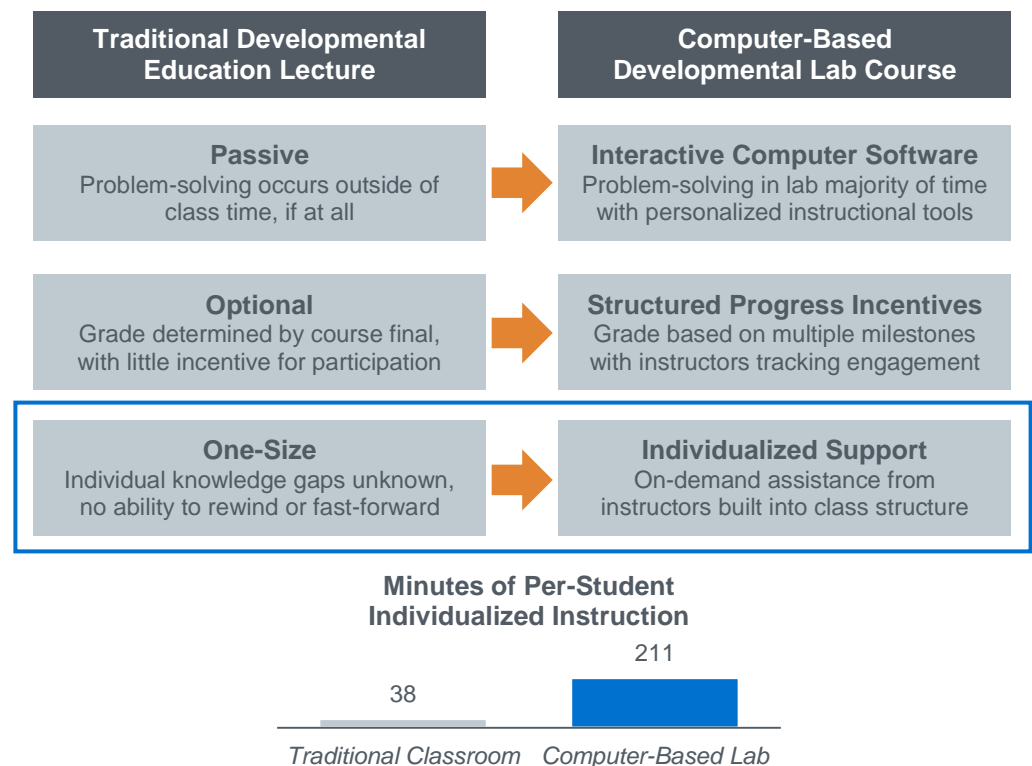 Traditional Developmental
Education Lecture
Computer-Based
Developmental Lab Course
Passive
Problem-solving occurs outside of
class time, if at all
Interactive Computer Software
Problem-solving in lab majority of time
with personalized instructional tools
Optional
Grade determined by course final,
with little incentive for participation
Structured Progress Incentives
Grade based on multiple milestones
with instructors tracking engagement
One-Size
Individual knowledge gaps unknown,
no ability to rewind or fast-forward
Individualized Support
On-demand assistance from
instructors built into class structure
Minutes of Per-Student
Individualized Instruction
38
211
Traditional Classroom
Computer-Based Lab